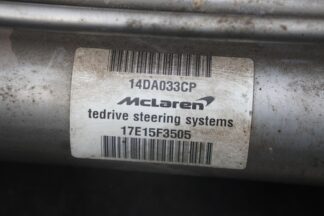 14DA033CP
McLaren
tedrive steering systems
17E15F3505